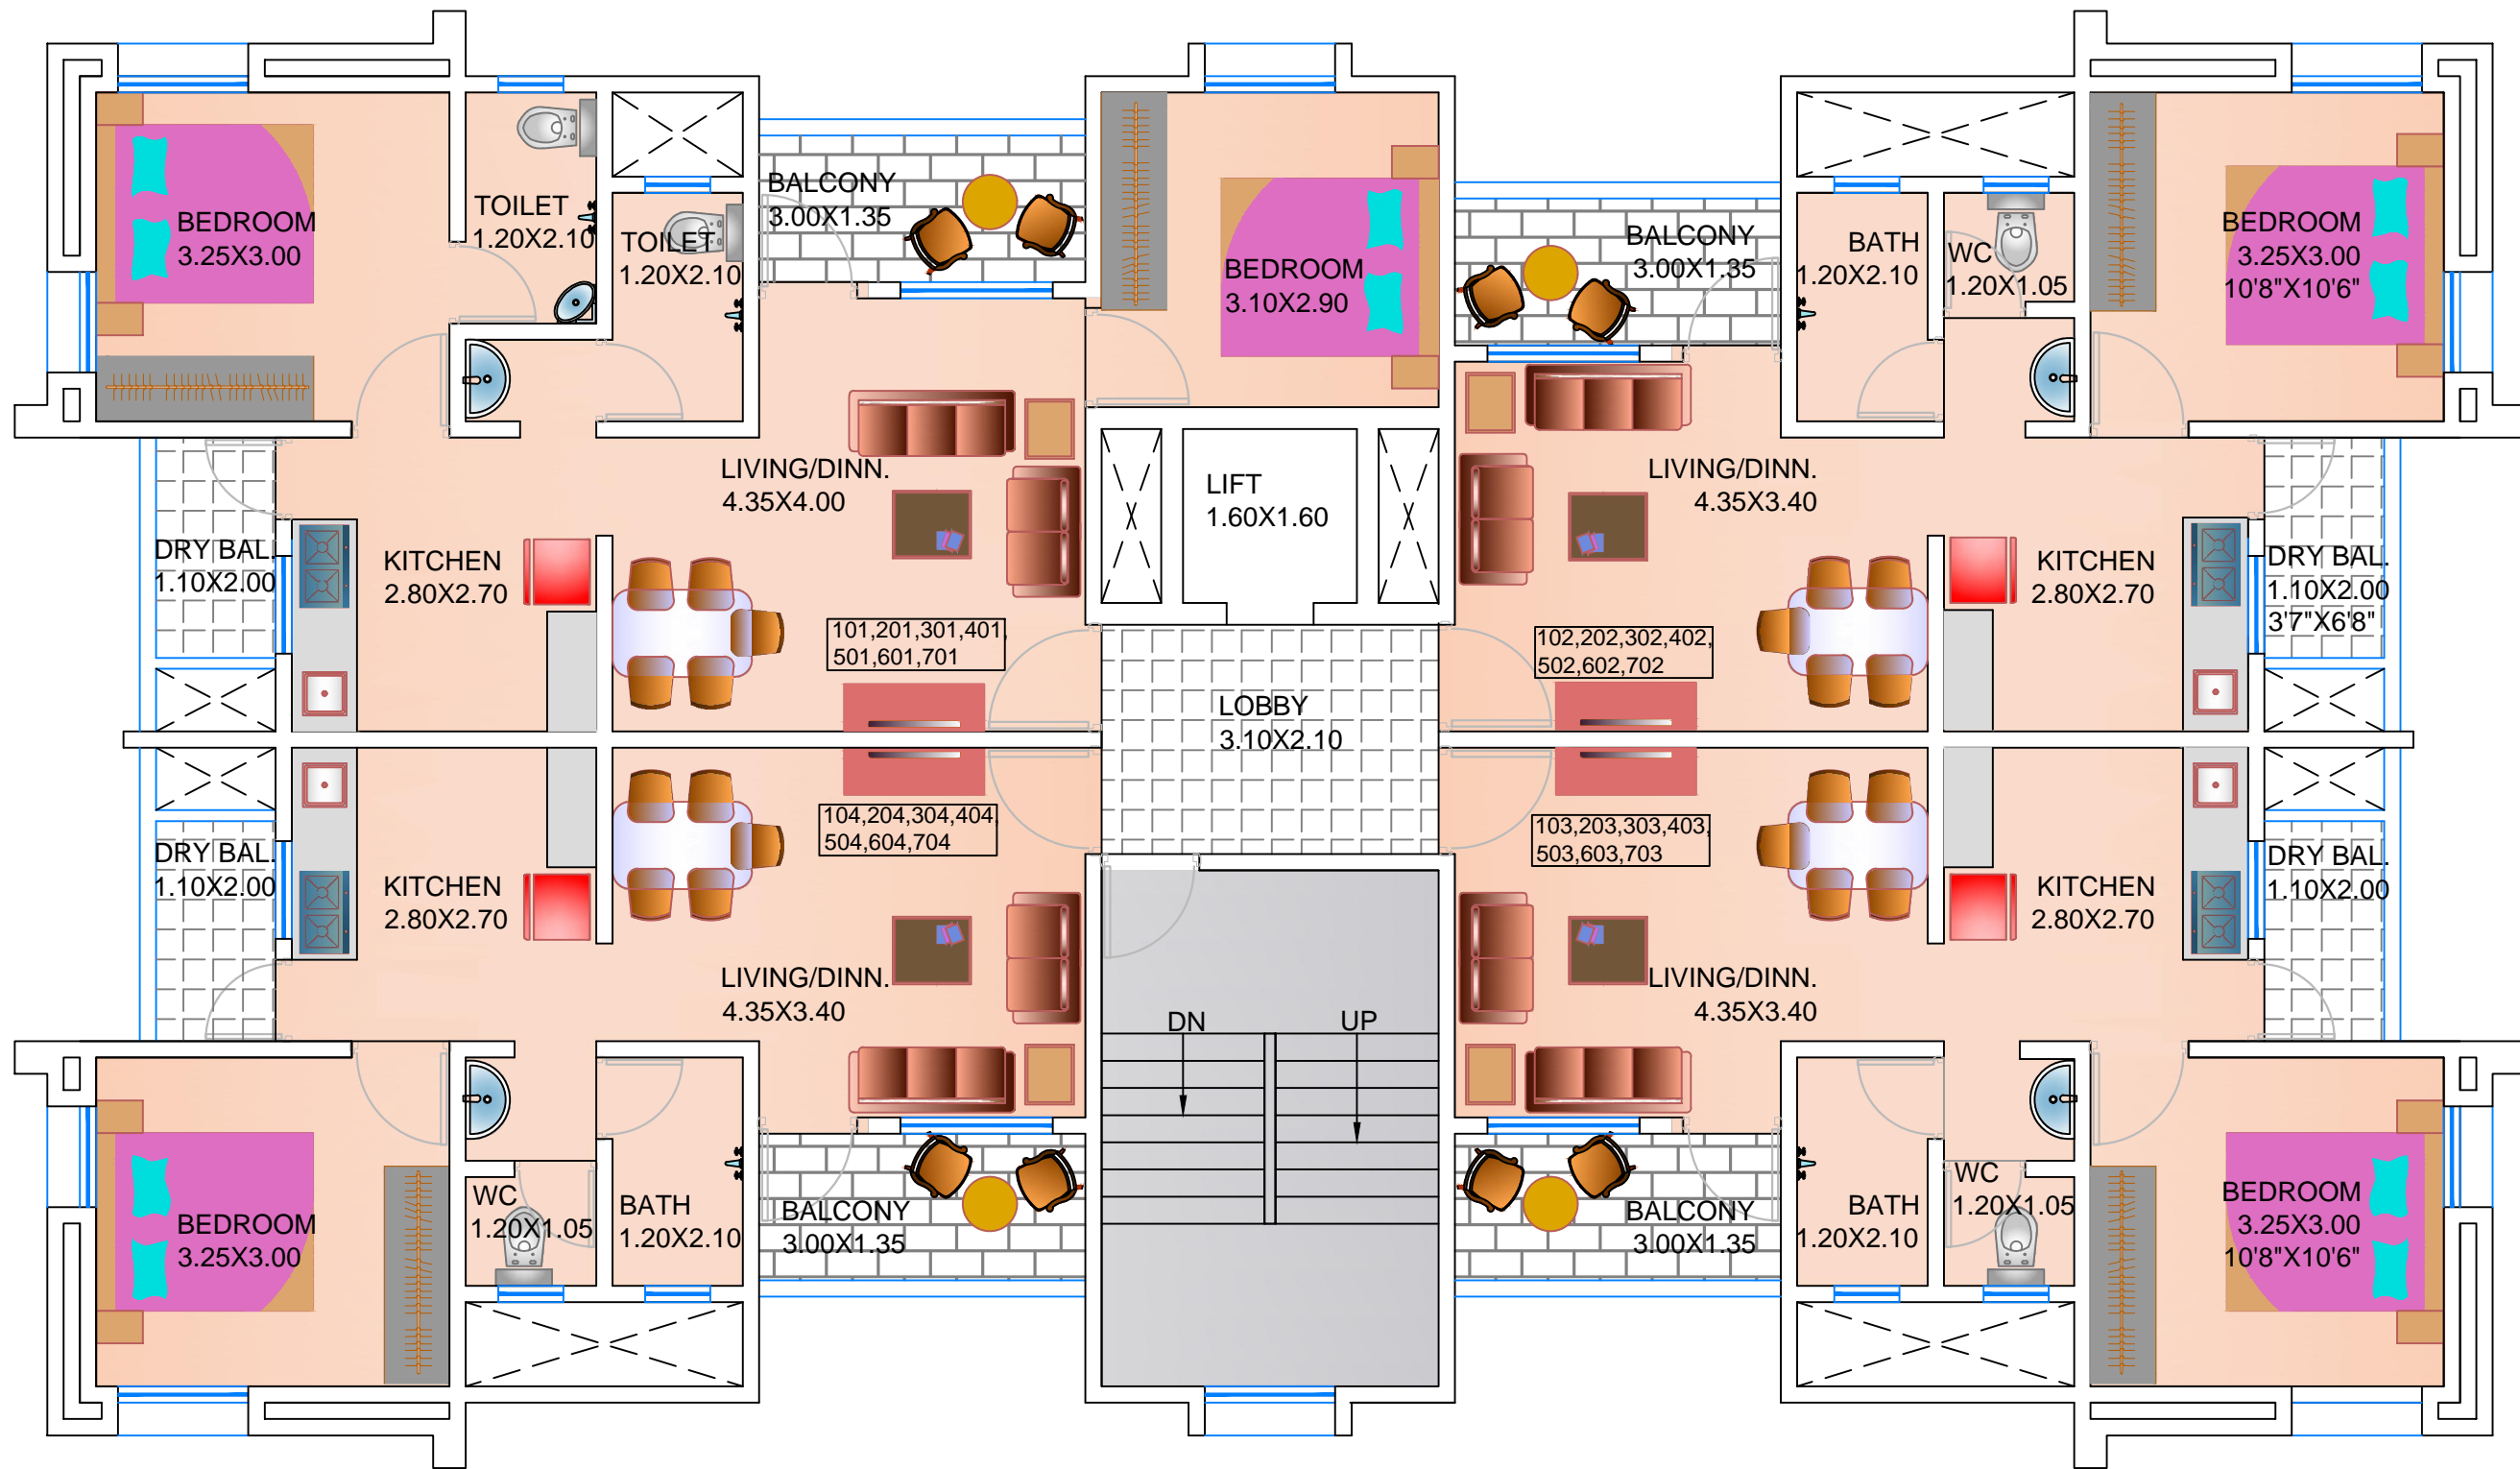 BEDROOM
3.25X3.00
TOILET
1.20X2.10
TOILET
1.20X2.10
BALCONY
3.00X1.35
BEDROOM
3.10X2.90
BALCONY
3.00X1.35
BATH
1.20X2.10
WC
1.20X1.05
BEDROOM
3.25X3.00
10'8"X10'6"
LIVING/DINN.
4.35X4.00
LIFT
1.60X1.60
LIVING/DINN.
4.35X3.40
DRY BAL.
1.10X2.00
KITCHEN
2.80X2.70
KITCHEN
2.80X2.70
DRY BAL.
1.10X2.00
3'7"X6'8"
101,201,301,401,
501,601,701
102,202,302,402,
502,602,702
LOBBY
3.10X2.10
104,204,304,404,
504,604,704
103,203,303,403,
503,603,703
DRY BAL.
1.10X2.00
KITCHEN
2.80X2.70
KITCHEN
2.80X2.70
DRY BAL.
1.10X2.00
LIVING/DINN.
4.35X3.40
DN
UP
LIVING/DINN.
4.35X3.40
BEDROOM
3.25X3.00
WC
1.20X1.05
BATH
1.20X2.10
BALCONY
3.00X1.35
BALCONY
3.00X1.35
BATH
1.20X2.10
WC
1.20X1.05
BEDROOM
3.25X3.00
10'8"X10'6"